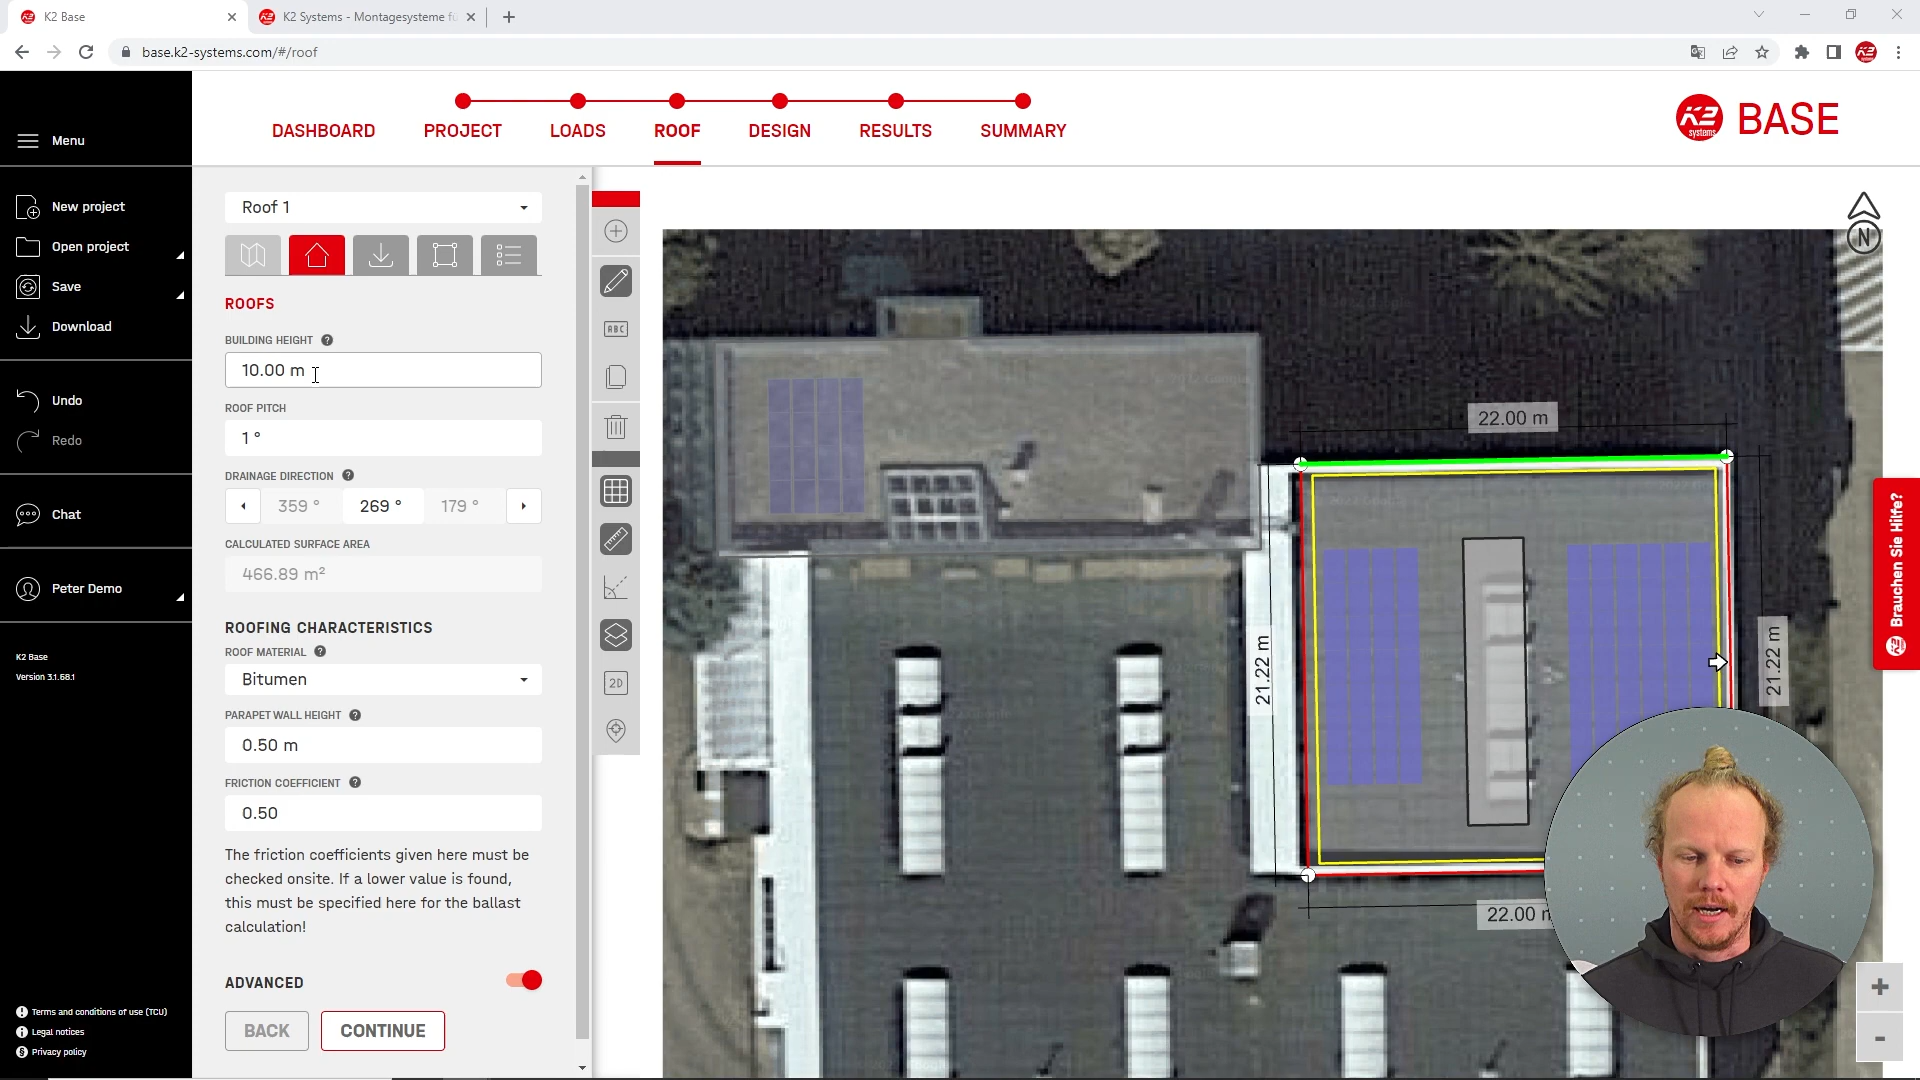 K2 Base
K2 Systems - Montagesysteme fü
base.k2-systems.com/#/roof
Menu
New project
Open project
Save
Download
Undo
Redo
Chat
Peter Demo
K2 Base
Version 3.1.68.1
Terms and conditions of use (TCU)
Legal notices
Privacy policy
DASHBOARD
PROJECT
LOADS
ROOF
DESIGN
RESULTS
SUMMARY
K2 systems BASE
Roof 1
ROOFS
BUILDING HEIGHT ?
10.00 m
ROOF PITCH
1 °
DRAINAGE DIRECTION ?
359 ° 269 ° 179 °
CALCULATED SURFACE AREA
466.89 m²
ROOFING CHARACTERISTICS
ROOF MATERIAL ?
Bitumen
PARAPET WALL HEIGHT ?
0.50 m
FRICTION COEFFICIENT ?
0.50
The friction coefficients given here must be
checked onsite. If a lower value is found,
this must be specified here for the ballast
calculation!
ADVANCED
BACK
CONTINUE
ABC
2D
N
22.00 m
21.22 m
21.22 m
22.00 m
Brauchen Sie Hilfe?
+
-